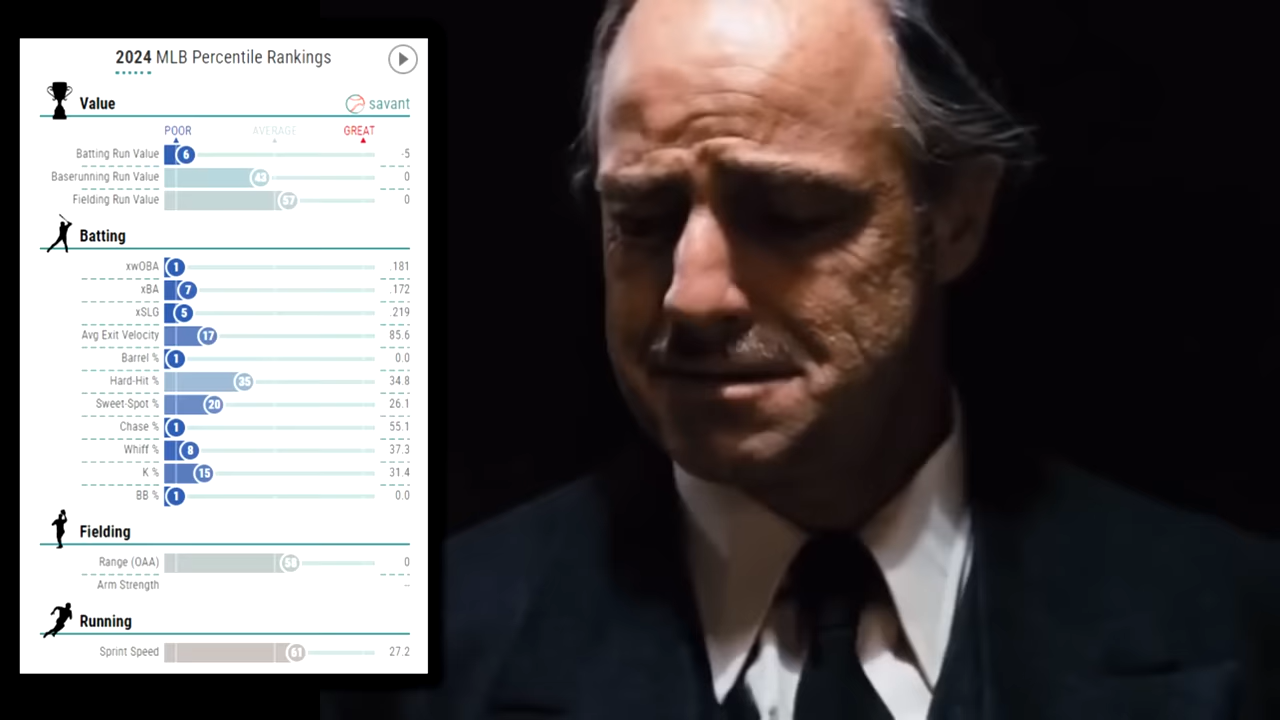 2024 MLB Percentile Rankings
Value
savant
POOR AVERAGE GREAT
Batting Run Value 6 -5
Baserunning Run Value 43 0
Fielding Run Value 57 0
Batting
xwOBA 1 .181
xBA 7 .172
xSLG 5 .219
Avg Exit Velocity 17 85.6
Barrel % 1 0.0
Hard-Hit % 35 34.8
Sweet-Spot % 20 26.1
Chase % 1 55.1
Whiff % 8 37.3
K % 15 31.4
BB % 1 0.0
Fielding
Range (OAA) 58 0
Arm Strength --
Running
Sprint Speed 61 27.2